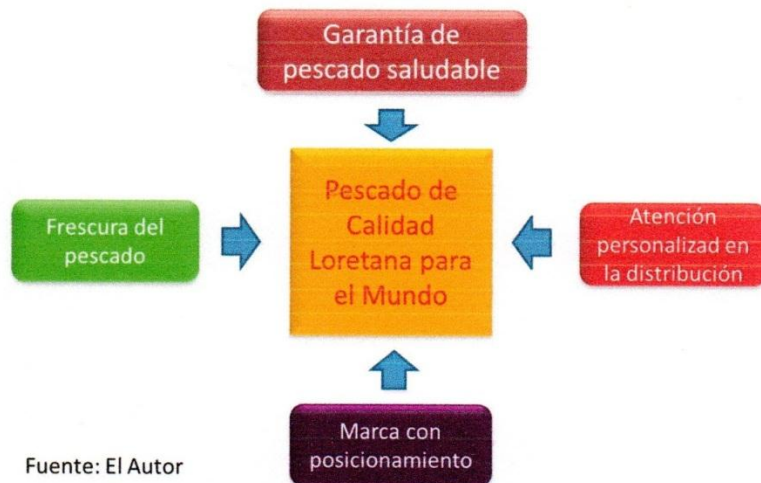 Garantía de
pescado saludable
Frescura del
pescado
Pescado de
Calidad
Loretana para
el Mundo
Atención
personalizad en
la distribución
Marca con
posicionamiento
Fuente: El Autor